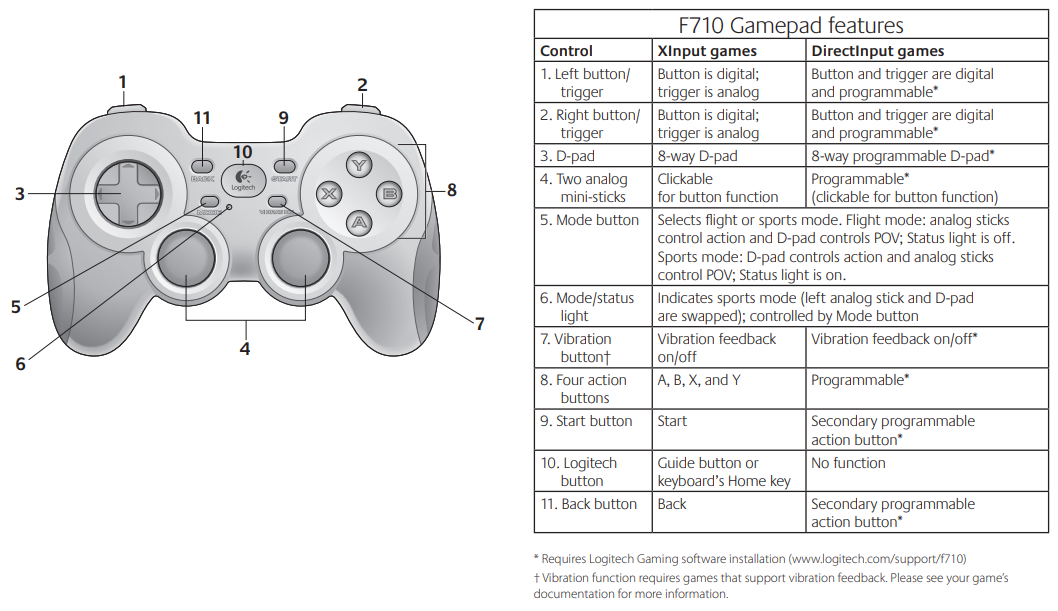 1
2
11
9
10
BACK
START
Logitech
Y
X
B
A
3
8
MODE
VIBRATION
5
7
4
6
F710 Gamepad features
Control XInput games DirectInput games
1. Left button/ Button is digital; Button and trigger are digital
trigger trigger is analog and programmable*
2. Right button/ Button is digital; Button and trigger are digital
trigger trigger is analog and programmable*
3. D-pad 8-way D-pad 8-way programmable D-pad*
4. Two analog Clickable Programmable*
mini-sticks for button function (clickable for button function)
5. Mode button Selects flight or sports mode. Flight mode: analog sticks
control action and D-pad controls POV; Status light is off.
Sports mode: D-pad controls action and analog sticks
control POV; Status light is on.
6. Mode/status Indicates sports mode (left analog stick and D-pad
light are swapped); controlled by Mode button
7. Vibration Vibration feedback Vibration feedback on/off*
button† on/off
8. Four action A, B, X, and Y Programmable*
buttons
9. Start button Start Secondary programmable
action button*
10. Logitech Guide button or No function
button keyboard’s Home key
11. Back button Back Secondary programmable
action button*
* Requires Logitech Gaming software installation (www.logitech.com/support/f710)
† Vibration function requires games that support vibration feedback. Please see your game’s
documentation for more information.